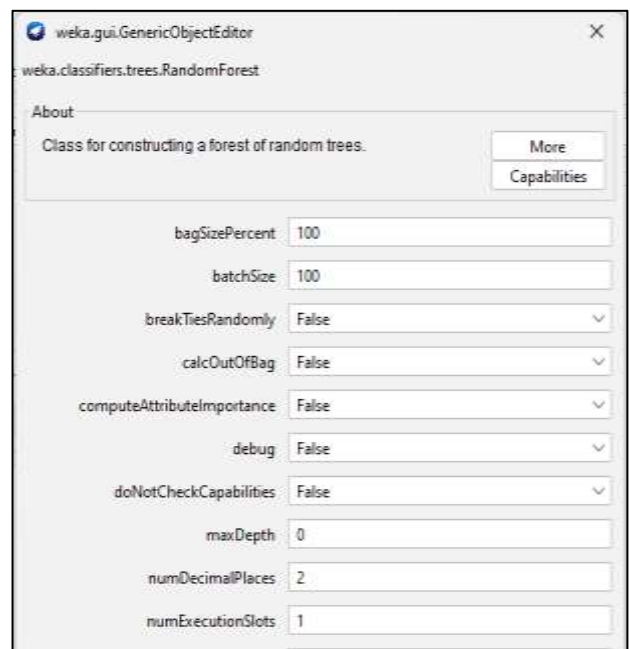 weka.gui.GenericObjectEditor
weka.classifiers.trees.RandomForest
About
Class for constructing a forest of random trees.
More
Capabilities
bagSizePercent 100
batchSize 100
breakTiesRandomly False
calcOutOfBag False
computeAttributeImportance False
debug False
doNotCheckCapabilities False
maxDepth 0
numDecimalPlaces 2
numExecutionSlots 1